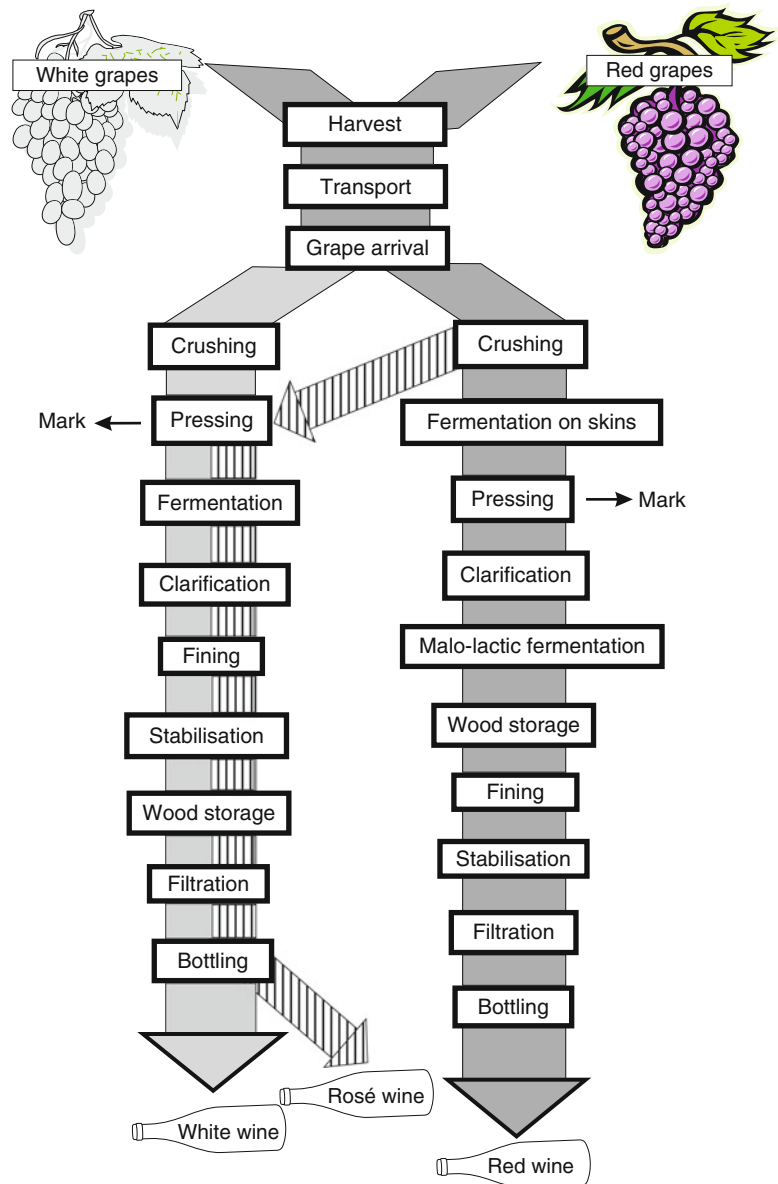 White grapes
Red grapes
Harvest
Transport
Grape arrival
Crushing
Crushing
Mark
Pressing
Fermentation on skins
Fermentation
Pressing
Mark
Clarification
Clarification
Fining
Malo-lactic fermentation
Stabilisation
Wood storage
Wood storage
Fining
Filtration
Stabilisation
Bottling
Filtration
Bottling
Rosé wine
White wine
Red wine